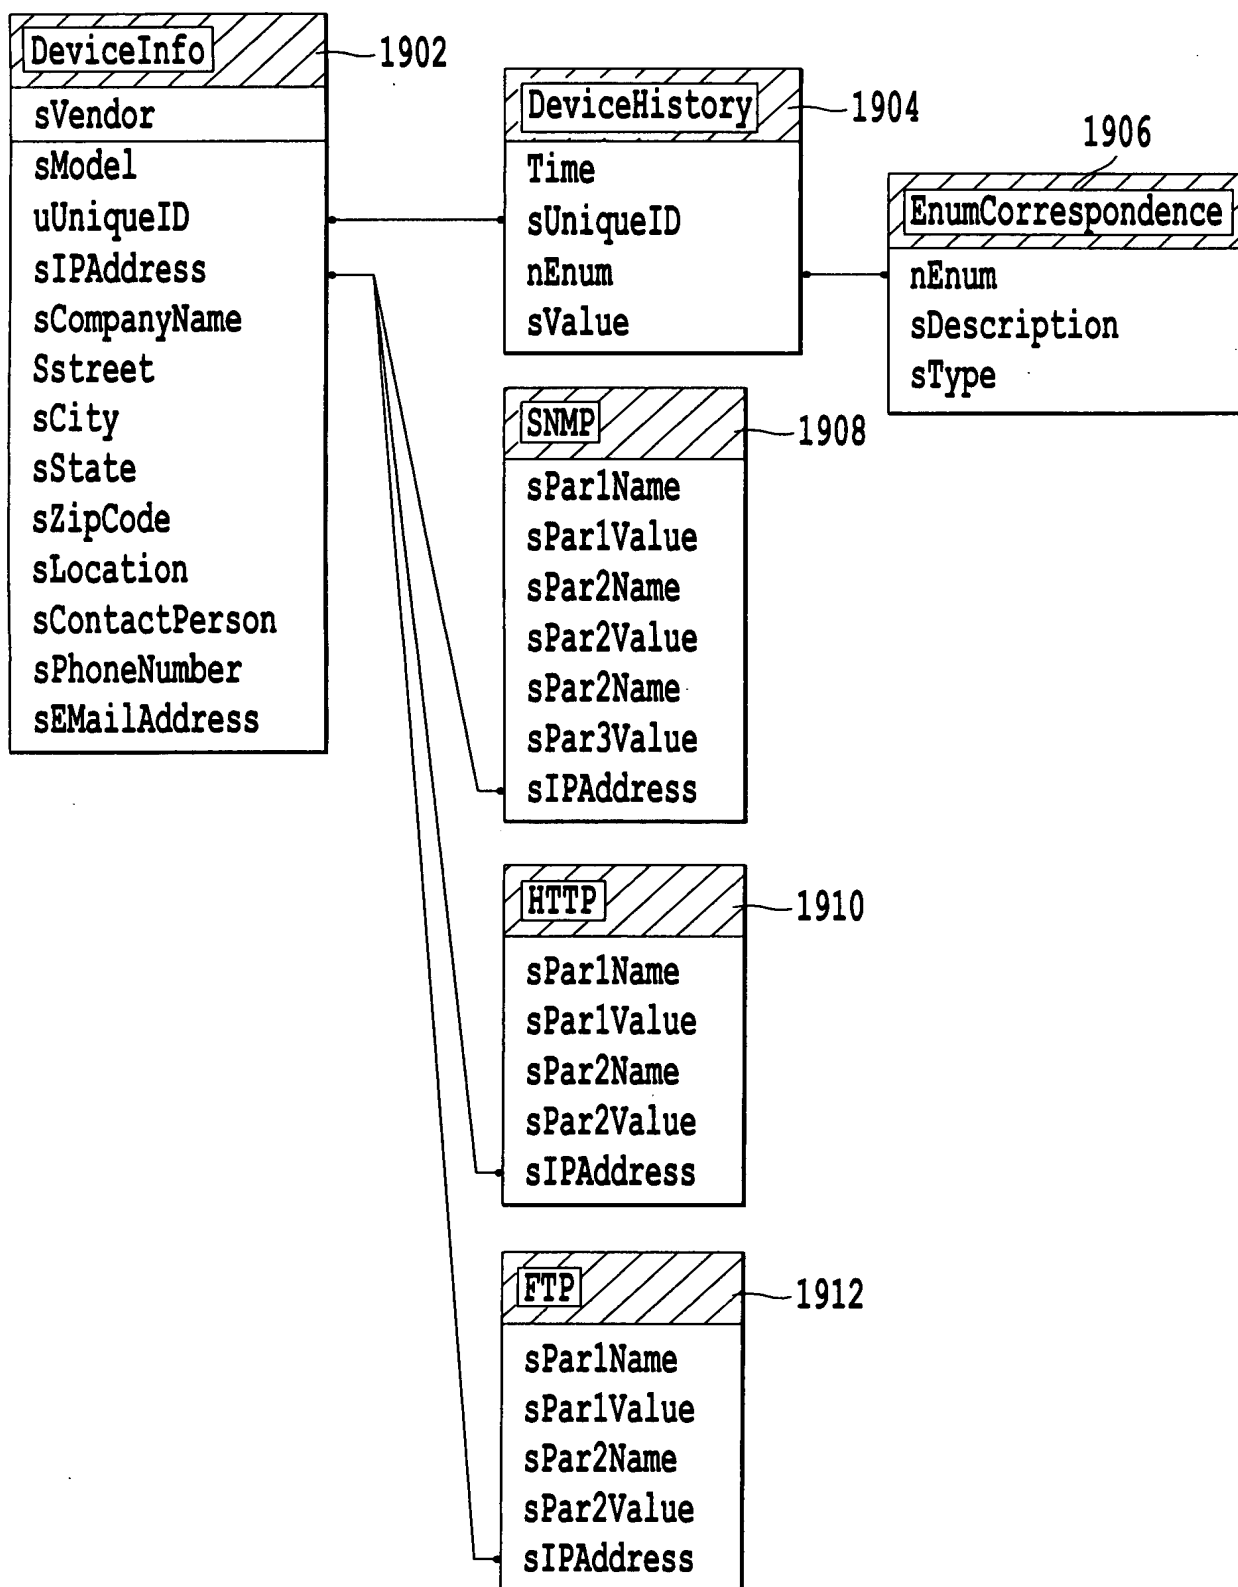 DeviceInfo
1902
sVendor
sModel
uUniqueID
sIPAddress
sCompanyName
Sstreet
sCity
sState
sZipCode
sLocation
sContactPerson
sPhoneNumber
sEMailAddress
DeviceHistory
1904
Time
sUniqueID
nEnum
sValue
1906
EnumCorrespondence
nEnum
sDescription
sType
SNMP
1908
sPar1Name
sPar1Value
sPar2Name
sPar2Value
sPar2Name
sPar3Value
sIPAddress
HTTP
1910
sPar1Name
sPar1Value
sPar2Name
sPar2Value
sIPAddress
FTP
1912
sPar1Name
sPar1Value
sPar2Name
sPar2Value
sIPAddress